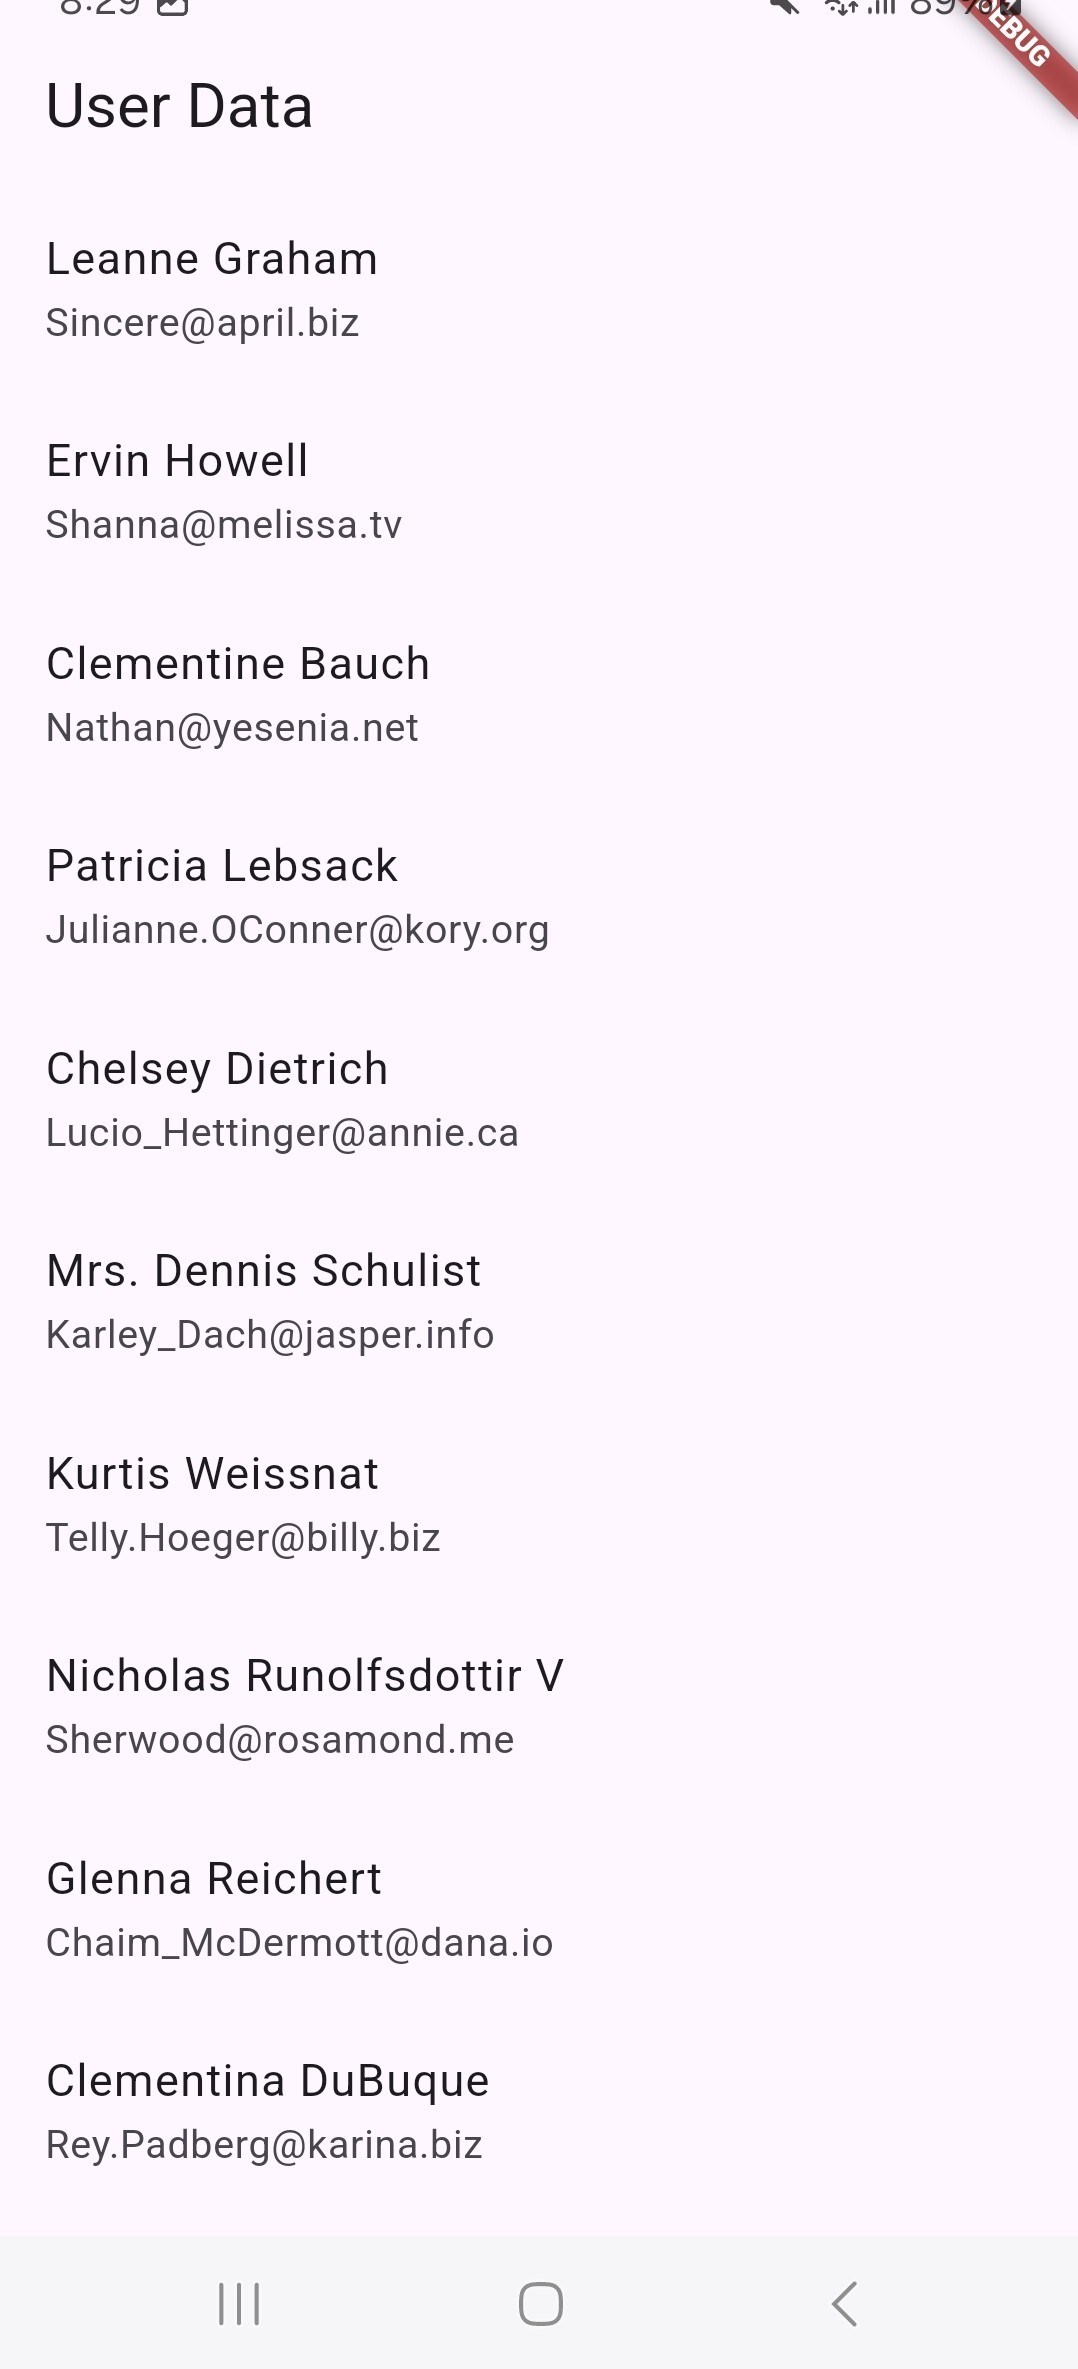 8:29 89%
DEBUG
User Data
Leanne Graham
Sincere@april.biz
Ervin Howell
Shanna@melissa.tv
Clementine Bauch
Nathan@yesenia.net
Patricia Lebsack
Julianne.OConner@kory.org
Chelsey Dietrich
Lucio_Hettinger@annie.ca
Mrs. Dennis Schulist
Karley_Dach@jasper.info
Kurtis Weissnat
Telly.Hoeger@billy.biz
Nicholas Runolfsdottir V
Sherwood@rosamond.me
Glenna Reichert
Chaim_McDermott@dana.io
Clementina DuBuque
Rey.Padberg@karina.biz